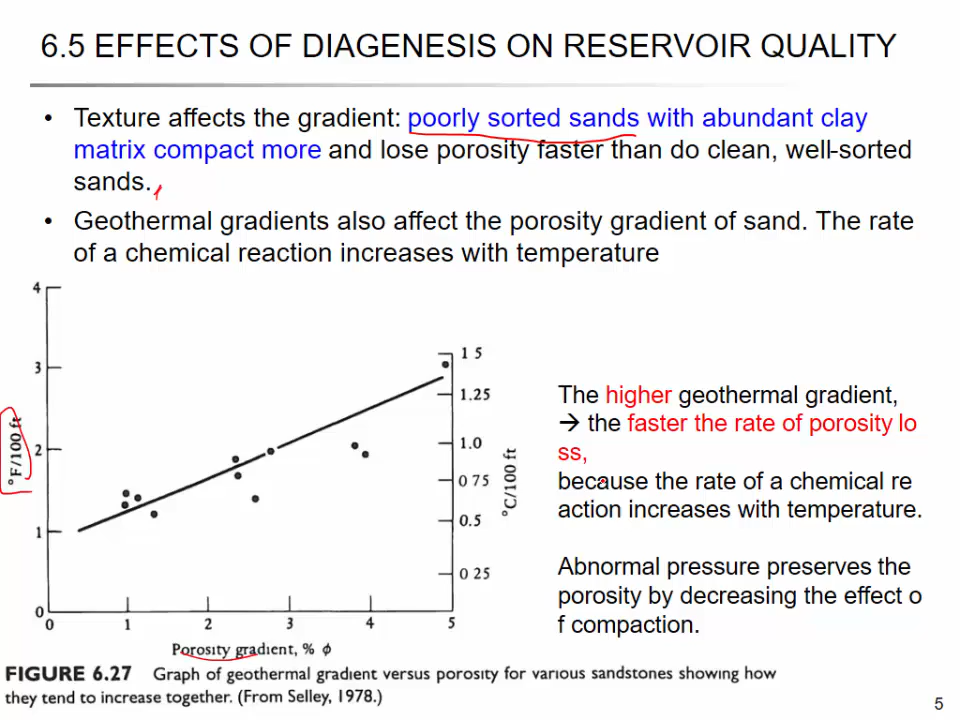 6.5 EFFECTS OF DIAGENESIS ON RESERVOIR QUALITY
• Texture affects the gradient: poorly sorted sands with abundant clay
matrix compact more and lose porosity faster than do clean, well-sorted
sands.
• Geothermal gradients also affect the porosity gradient of sand. The rate
of a chemical reaction increases with temperature
4
3
2
1
0
°F/100 ft
0 1 2 3 4 5
Porosity gradient, % ϕ
1 5
1.25
1.0
0 75
0.5
0 25
°C/100 ft
The higher geothermal gradient,
→ the faster the rate of porosity lo
ss,
because the rate of a chemical re
action increases with temperature.
Abnormal pressure preserves the
porosity by decreasing the effect o
f compaction.
FIGURE 6.27 Graph of geothermal gradient versus porosity for various sandstones showing how
they tend to increase together. (From Selley, 1978.)
5